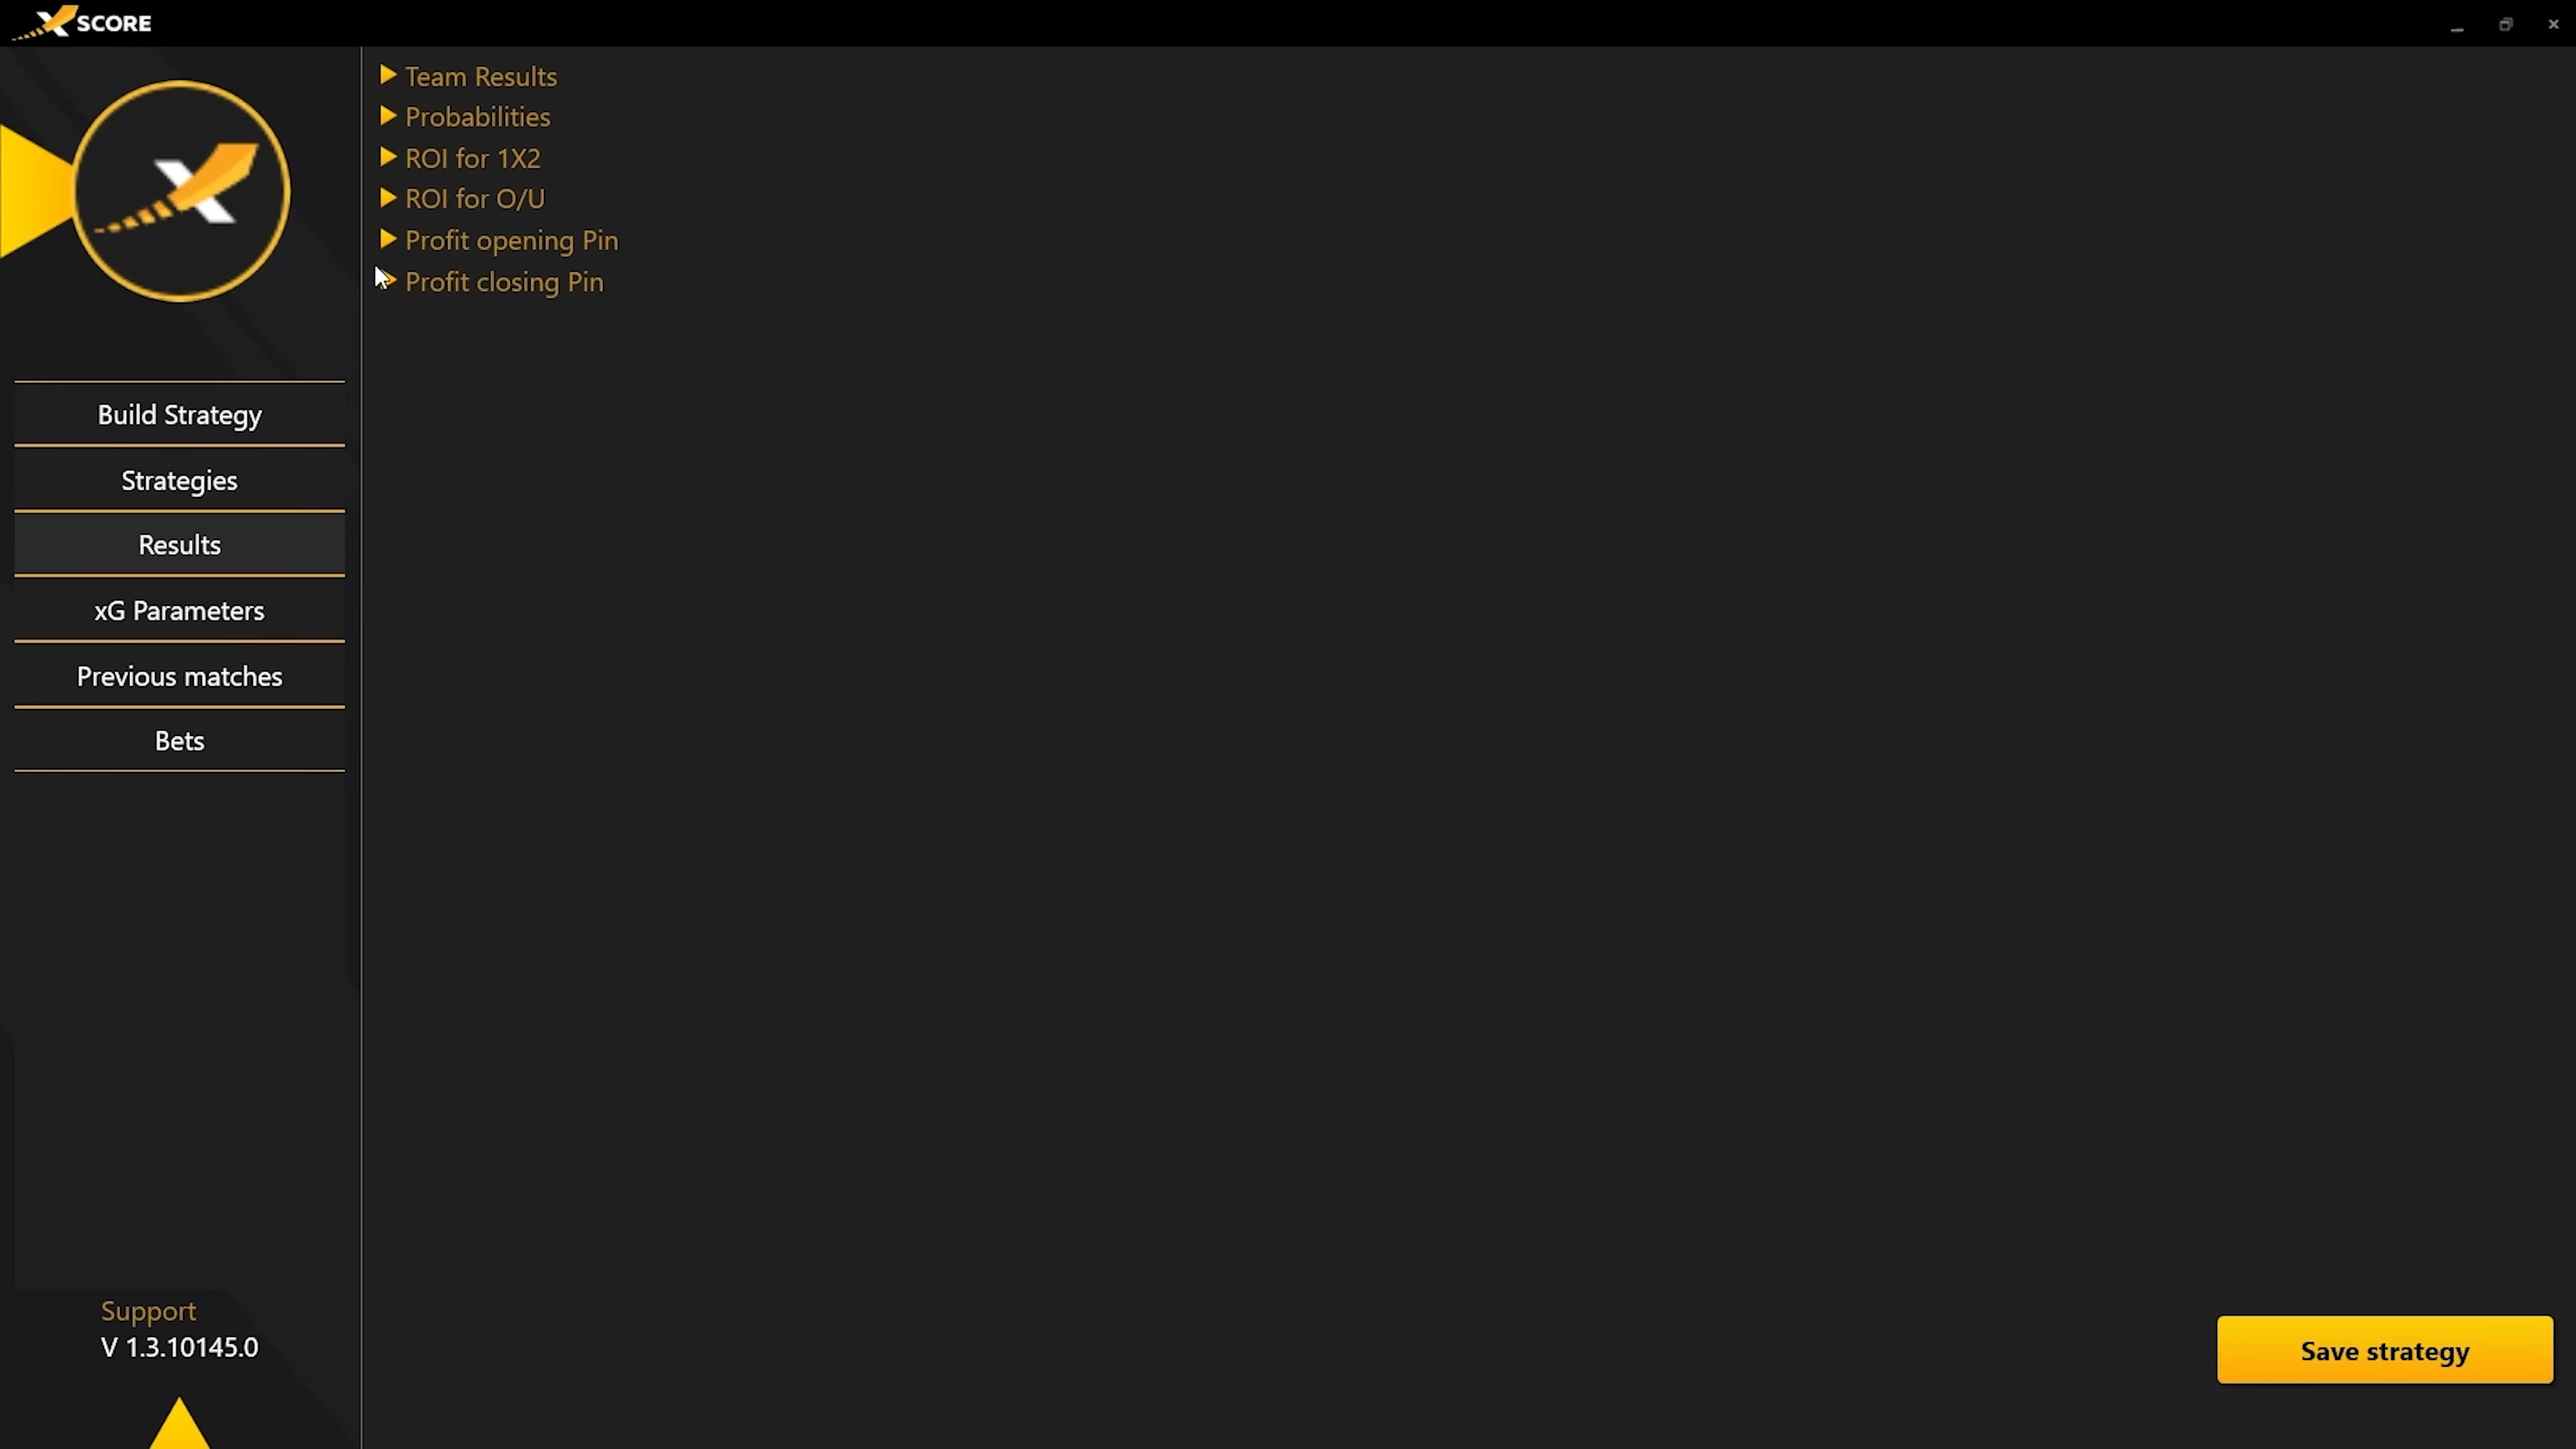 XSCORE
Team Results
Probabilities
ROI for 1X2
ROI for O/U
Profit opening Pin
Profit closing Pin
Build Strategy
Strategies
Results
xG Parameters
Previous matches
Bets
Support
V 1.3.10145.0
Save strategy